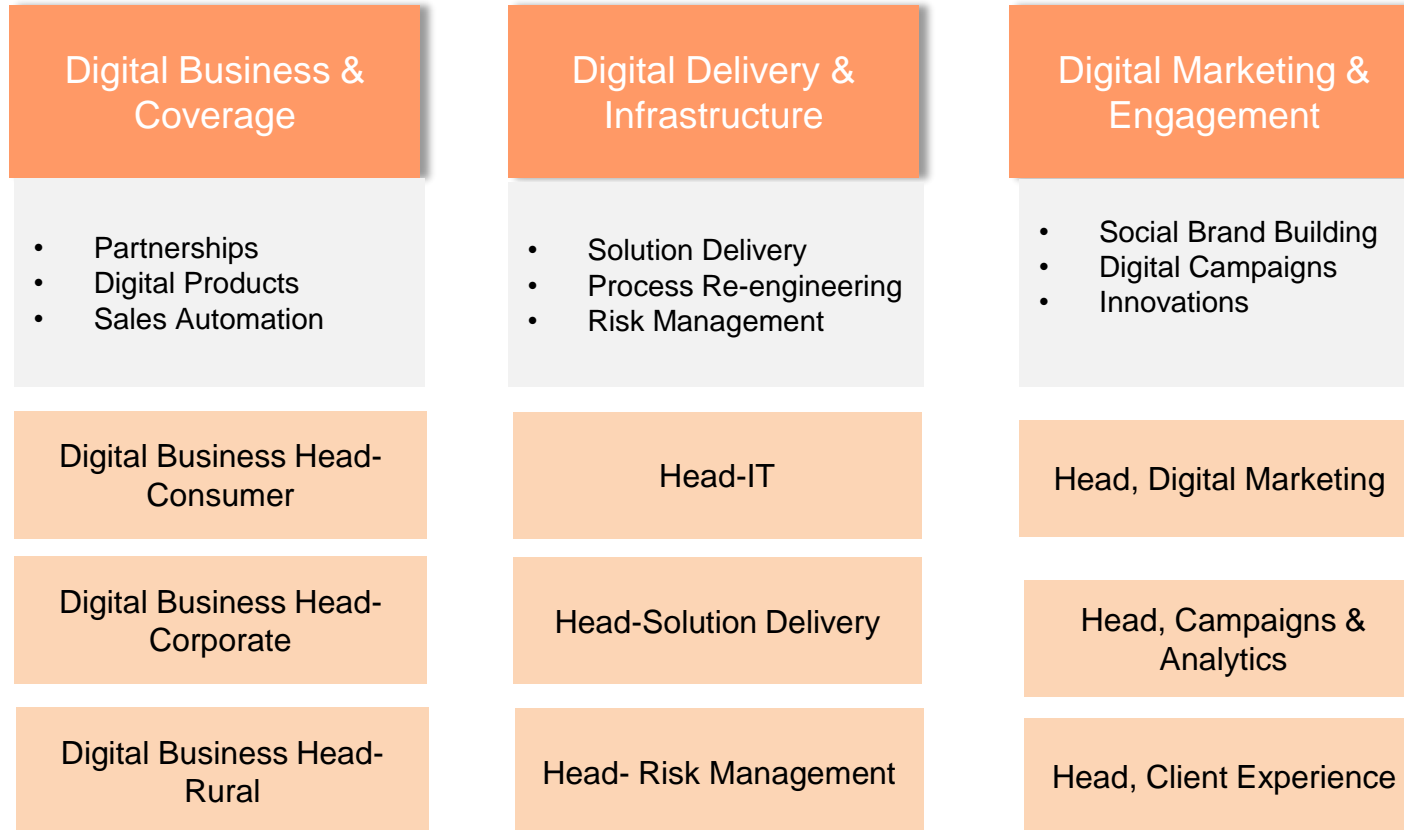 Digital Business &
Coverage
• Partnerships
• Digital Products
• Sales Automation
Digital Business Head-
Consumer
Digital Business Head-
Corporate
Digital Business Head-
Rural
Digital Delivery &
Infrastructure
• Solution Delivery
• Process Re-engineering
• Risk Management
Head-IT
Head-Solution Delivery
Head- Risk Management
Digital Marketing &
Engagement
• Social Brand Building
• Digital Campaigns
• Innovations
Head, Digital Marketing
Head, Campaigns &
Analytics
Head, Client Experience